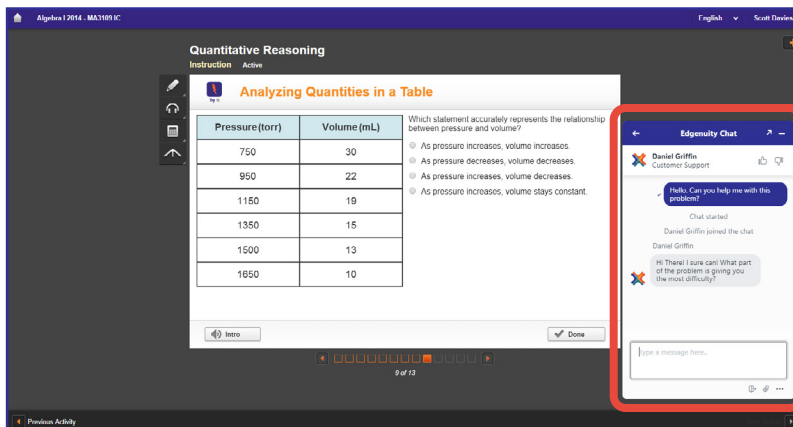 Algebra I 2014 - MA3109 IC
English
Scott Davies
Quantitative Reasoning
Instruction Active
Try It
Analyzing Quantities in a Table
Pressure (torr) Volume (mL)
750 30
950 22
1150 19
1350 15
1500 13
1650 10
Which statement accurately represents the relationship
between pressure and volume?
As pressure increases, volume increases.
As pressure decreases, volume decreases.
As pressure increases, volume decreases.
As pressure increases, volume stays constant.
Intro
Done
9 of 13
Previous Activity
Edgenuity Chat
Daniel Griffin
Customer Support
Hello. Can you help me with this
problem?
Chat started
Daniel Griffin joined the chat
Daniel Griffin
Hi There! I sure can! What part
of the problem is giving you
the most difficulty?
Type a message here..